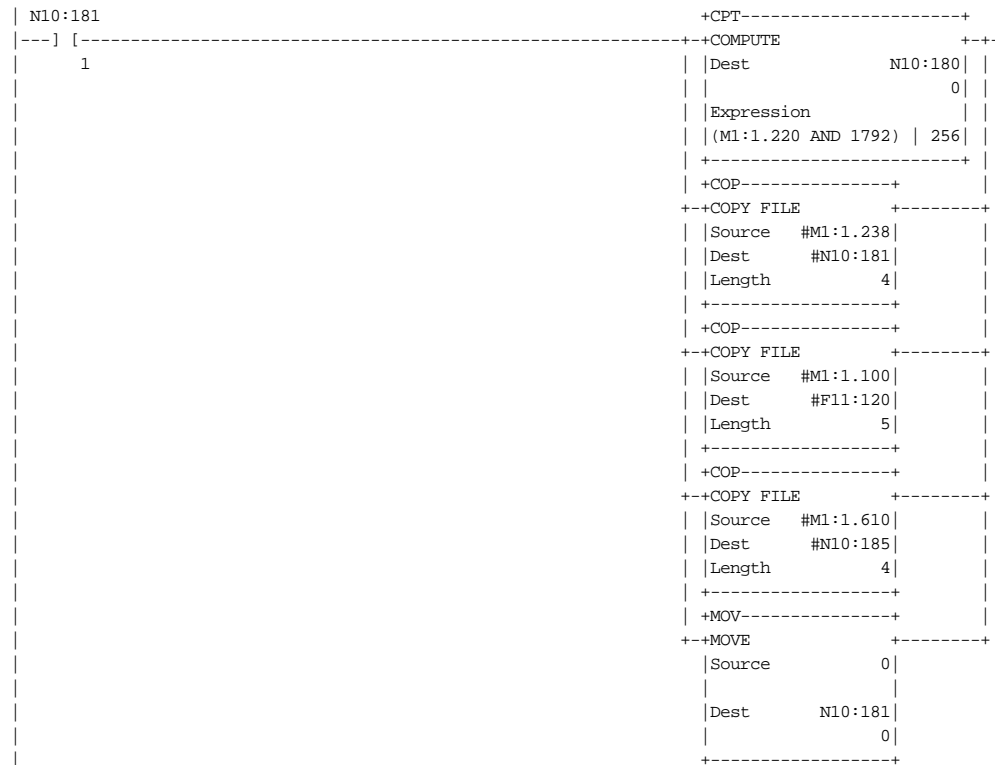 | N10:181                                                            +CPT----------------------+
|---] [------------------------------------------------------------+-+COMPUTE                  +-+-
|      1                                                           | |Dest             N10:180| |
|                                                                  | |                        0| |
|                                                                  | |Expression               | |
|                                                                  | |(M1:1.220 AND 1792) | 256| |
|                                                                  | +-------------------------+ |
|                                                                  | +COP---------------+        |
|                                                                  +-+COPY FILE         +--------+
|                                                                  | |Source   #M1:1.238|        |
|                                                                  | |Dest      #N10:181|        |
|                                                                  | |Length           4|        |
|                                                                  | +------------------+        |
|                                                                  | +COP---------------+        |
|                                                                  +-+COPY FILE         +--------+
|                                                                  | |Source   #M1:1.100|        |
|                                                                  | |Dest      #F11:120|        |
|                                                                  | |Length           5|        |
|                                                                  | +------------------+        |
|                                                                  | +COP---------------+        |
|                                                                  +-+COPY FILE         +--------+
|                                                                  | |Source   #M1:1.610|        |
|                                                                  | |Dest      #N10:185|        |
|                                                                  | |Length           4|        |
|                                                                  | +------------------+        |
|                                                                  | +MOV---------------+        |
|                                                                  +-+MOVE              +--------+
|                                                                    |Source           0|
|                                                                    |                  |
|                                                                    |Dest       N10:181|
|                                                                    |                 0|
|                                                                    +------------------+